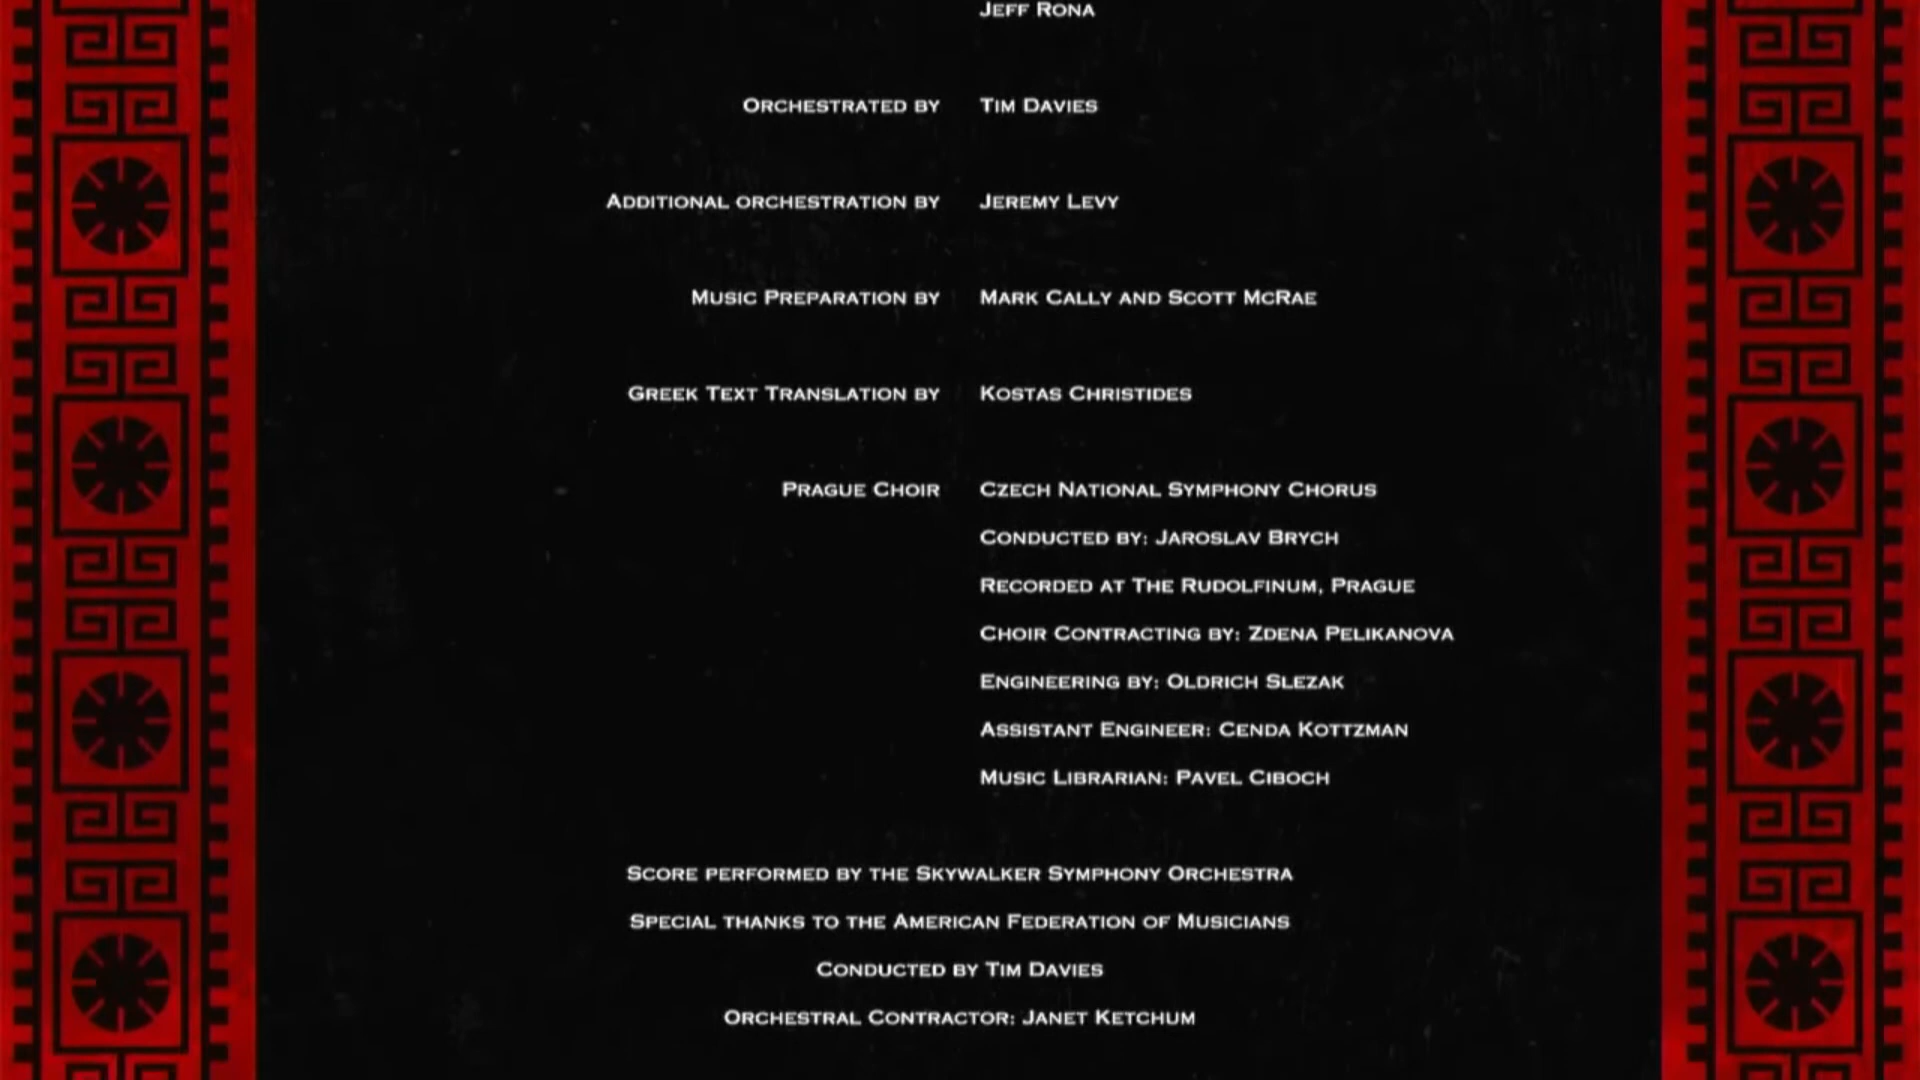 Jeff Rona
Orchestrated by Tim Davies
Additional orchestration by Jeremy Levy
Music Preparation by Mark Cally and Scott McRae
Greek Text Translation by Kostas Christides
Prague Choir Czech National Symphony Chorus
Conducted by: Jaroslav Brych
Recorded at The Rudolfinum, Prague
Choir Contracting by: Zdena Pelikanova
Engineering by: Oldrich Slezak
Assistant Engineer: Cenda Kottzman
Music Librarian: Pavel Ciboch
Score performed by the Skywalker Symphony Orchestra
Special thanks to the American Federation of Musicians
Conducted by Tim Davies
Orchestral Contractor: Janet Ketchum